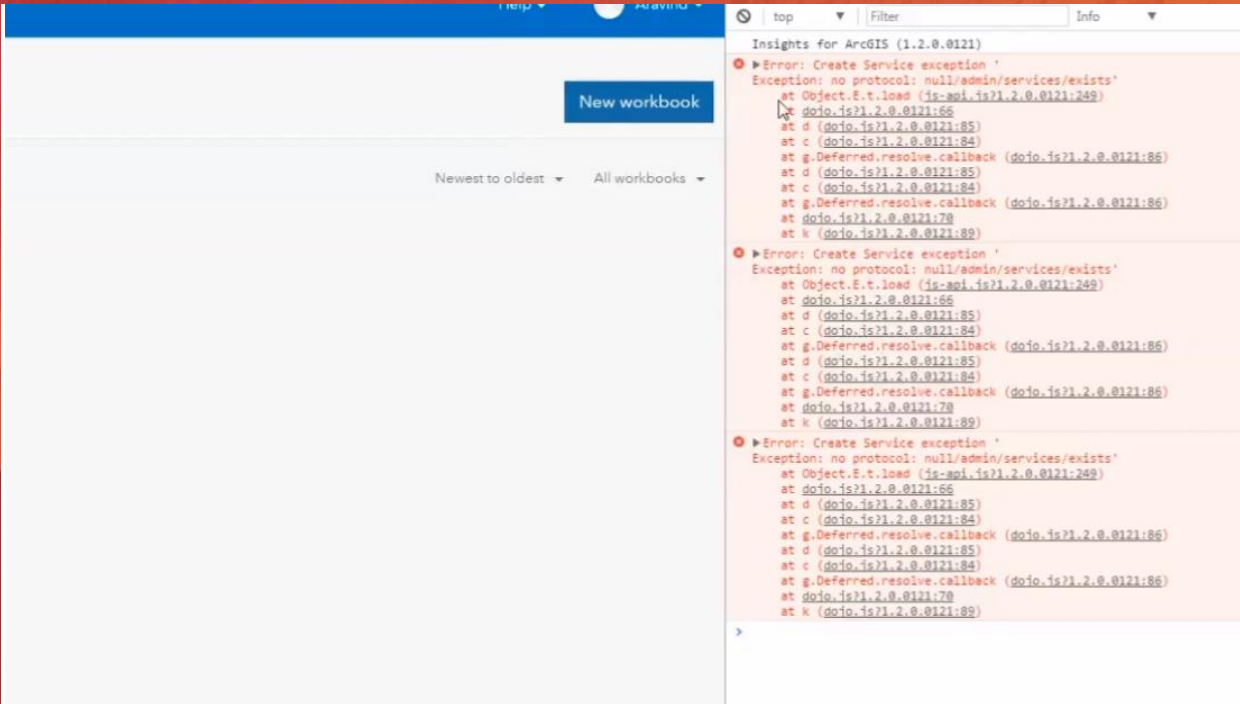 Help
Aravind
New workbook
Newest to oldest
All workbooks
top
Filter
Info
Insights for ArcGIS (1.2.0.0121)
Error: Create Service exception '
Exception: no protocol: null/admin/services/exists'
at Object.E.t.load (js-api.js?1.2.0.0121:249)
dojo.js?1.2.0.0121:66
at d (dojo.js?1.2.0.0121:85)
at c (dojo.js?1.2.0.0121:84)
at g.Deferred.resolve.callback (dojo.js?1.2.0.0121:86)
at d (dojo.js?1.2.0.0121:85)
at c (dojo.js?1.2.0.0121:84)
at g.Deferred.resolve.callback (dojo.js?1.2.0.0121:86)
at dojo.js?1.2.0.0121:70
at k (dojo.js?1.2.0.0121:89)
Error: Create Service exception '
Exception: no protocol: null/admin/services/exists'
at Object.E.t.load (js-api.js?1.2.0.0121:249)
at dojo.js?1.2.0.0121:66
at d (dojo.js?1.2.0.0121:85)
at c (dojo.js?1.2.0.0121:84)
at g.Deferred.resolve.callback (dojo.js?1.2.0.0121:86)
at d (dojo.js?1.2.0.0121:85)
at c (dojo.js?1.2.0.0121:84)
at g.Deferred.resolve.callback (dojo.js?1.2.0.0121:86)
at dojo.js?1.2.0.0121:70
at k (dojo.js?1.2.0.0121:89)
Error: Create Service exception '
Exception: no protocol: null/admin/services/exists'
at Object.E.t.load (js-api.js?1.2.0.0121:249)
at dojo.js?1.2.0.0121:66
at d (dojo.js?1.2.0.0121:85)
at c (dojo.js?1.2.0.0121:84)
at g.Deferred.resolve.callback (dojo.js?1.2.0.0121:86)
at d (dojo.js?1.2.0.0121:85)
at c (dojo.js?1.2.0.0121:84)
at g.Deferred.resolve.callback (dojo.js?1.2.0.0121:86)
at dojo.js?1.2.0.0121:70
at k (dojo.js?1.2.0.0121:89)